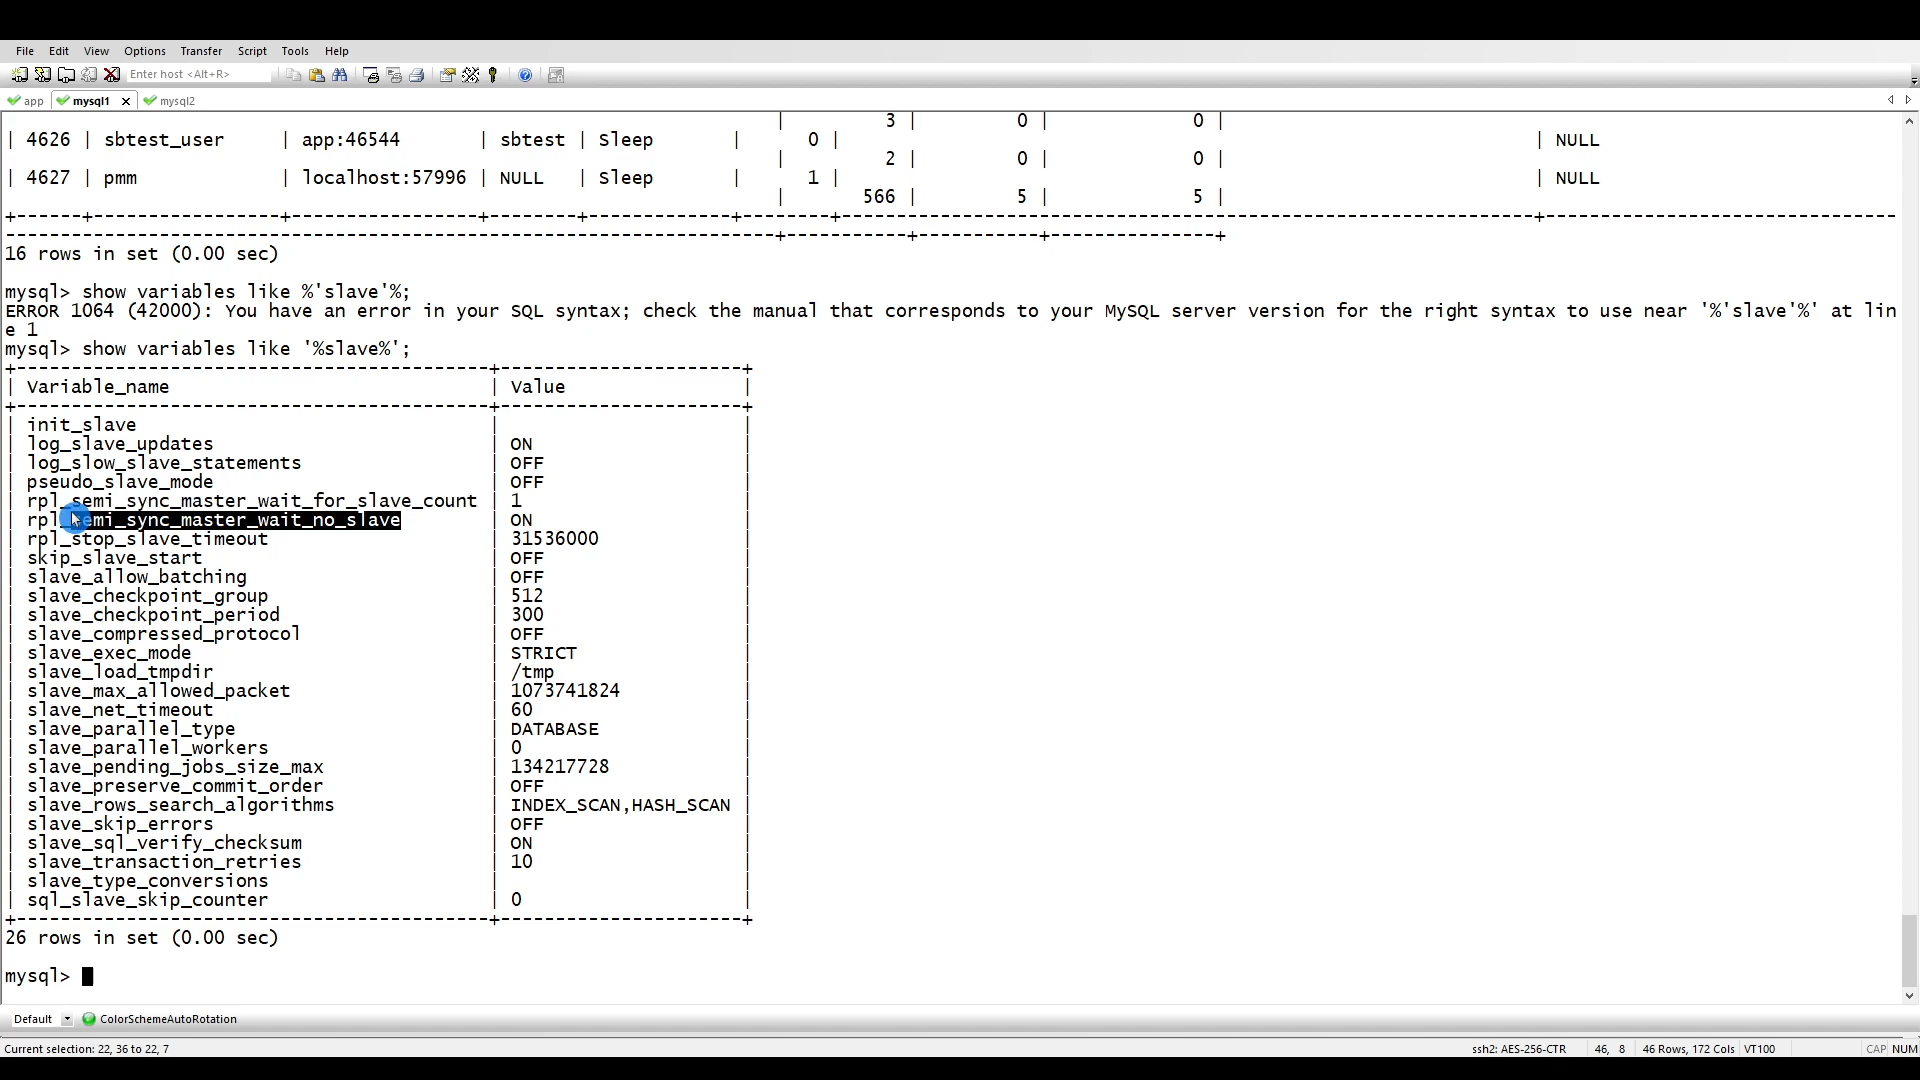 File Edit View Options Transfer Script Tools Help
Enter host <Alt+R>
app mysql1 mysql2
| 3 | 0 | 0 |
| 4626 | sbtest_user | app:46544 | sbtest | Sleep | 0 | | NULL
| 2 | 0 | 0 |
| 4627 | pmm | localhost:57996 | NULL | Sleep | 1 | | NULL
| 566 | 5 | 5 |
16 rows in set (0.00 sec)
mysql> show variables like %'slave'%;
ERROR 1064 (42000): You have an error in your SQL syntax; check the manual that corresponds to your MySQL server version for the right syntax to use near '%'slave'%' at lin
e 1
mysql> show variables like '%slave%';
| Variable_name | Value |
| init_slave | |
| log_slave_updates | ON |
| log_slow_slave_statements | OFF |
| pseudo_slave_mode | OFF |
| rpl_semi_sync_master_wait_for_slave_count | 1 |
| rpl_semi_sync_master_wait_no_slave | ON |
| rpl_stop_slave_timeout | 31536000 |
| skip_slave_start | OFF |
| slave_allow_batching | OFF |
| slave_checkpoint_group | 512 |
| slave_checkpoint_period | 300 |
| slave_compressed_protocol | OFF |
| slave_exec_mode | STRICT |
| slave_load_tmpdir | /tmp |
| slave_max_allowed_packet | 1073741824 |
| slave_net_timeout | 60 |
| slave_parallel_type | DATABASE |
| slave_parallel_workers | 0 |
| slave_pending_jobs_size_max | 134217728 |
| slave_preserve_commit_order | OFF |
| slave_rows_search_algorithms | INDEX_SCAN,HASH_SCAN |
| slave_skip_errors | OFF |
| slave_sql_verify_checksum | ON |
| slave_transaction_retries | 10 |
| slave_type_conversions | |
| sql_slave_skip_counter | 0 |
26 rows in set (0.00 sec)
mysql>
Default ColorSchemeAutoRotation
Current selection: 22, 36 to 22, 7 ssh2: AES-256-CTR 46, 8 46 Rows, 172 Cols VT100 CAP NUM